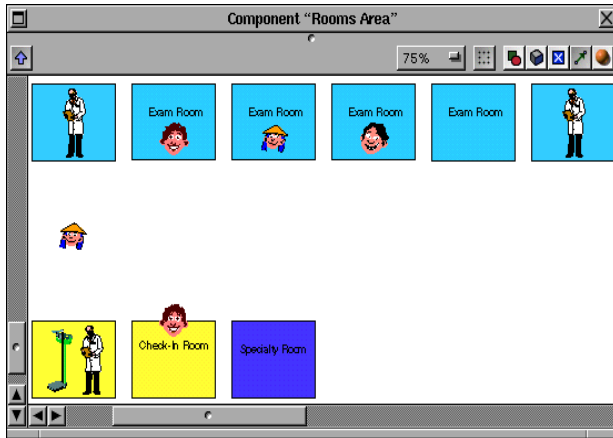 Component “Rooms Area”
75%
Exam Room
Exam Room
Exam Room
Exam Room
Check-In Room
Specialty Room